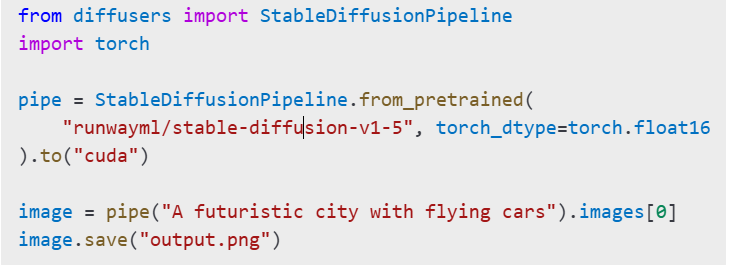 from diffusers import StableDiffusionPipeline
import torch

pipe = StableDiffusionPipeline.from_pretrained(
    "runwayml/stable-diffusion-v1-5", torch_dtype=torch.float16
).to("cuda")

image = pipe("A futuristic city with flying cars").images[0]
image.save("output.png")